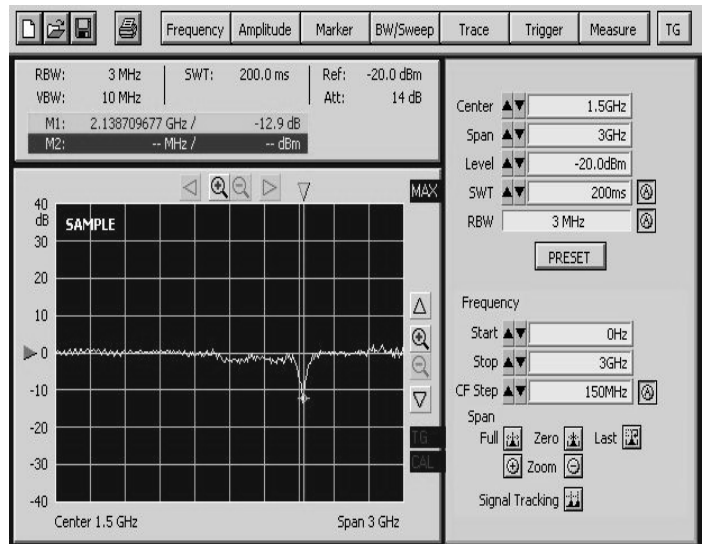 Frequency Amplitude Marker BW/Sweep Trace Trigger Measure TG
RBW: 3 MHz SWT: 200.0 ms Ref: -20.0 dBm
VBW: 10 MHz Att: 14 dB
M1: 2.138709677 GHz / -12.9 dB
M2: -- MHz / -- dBm
MAX
40
dB
SAMPLE
30
20
10
0
-10
-20
-30
-40
TG
CAL
Center 1.5 GHz Span 3 GHz
Center 1.5GHz
Span 3GHz
Level -20.0dBm
SWT 200ms A
RBW 3 MHz A
PRESET
Frequency
Start 0Hz
Stop 3GHz
CF Step 150MHz A
Span
Full Zero Last
Zoom
Signal Tracking